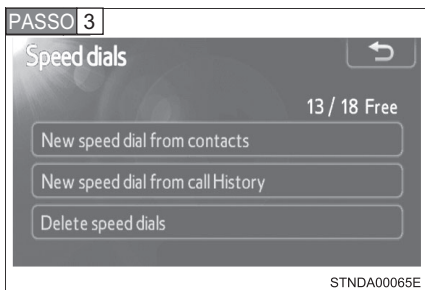 PASSO 3
Speed dials
13 / 18 Free
New speed dial from contacts
New speed dial from call History
Delete speed dials
STNDA00065E